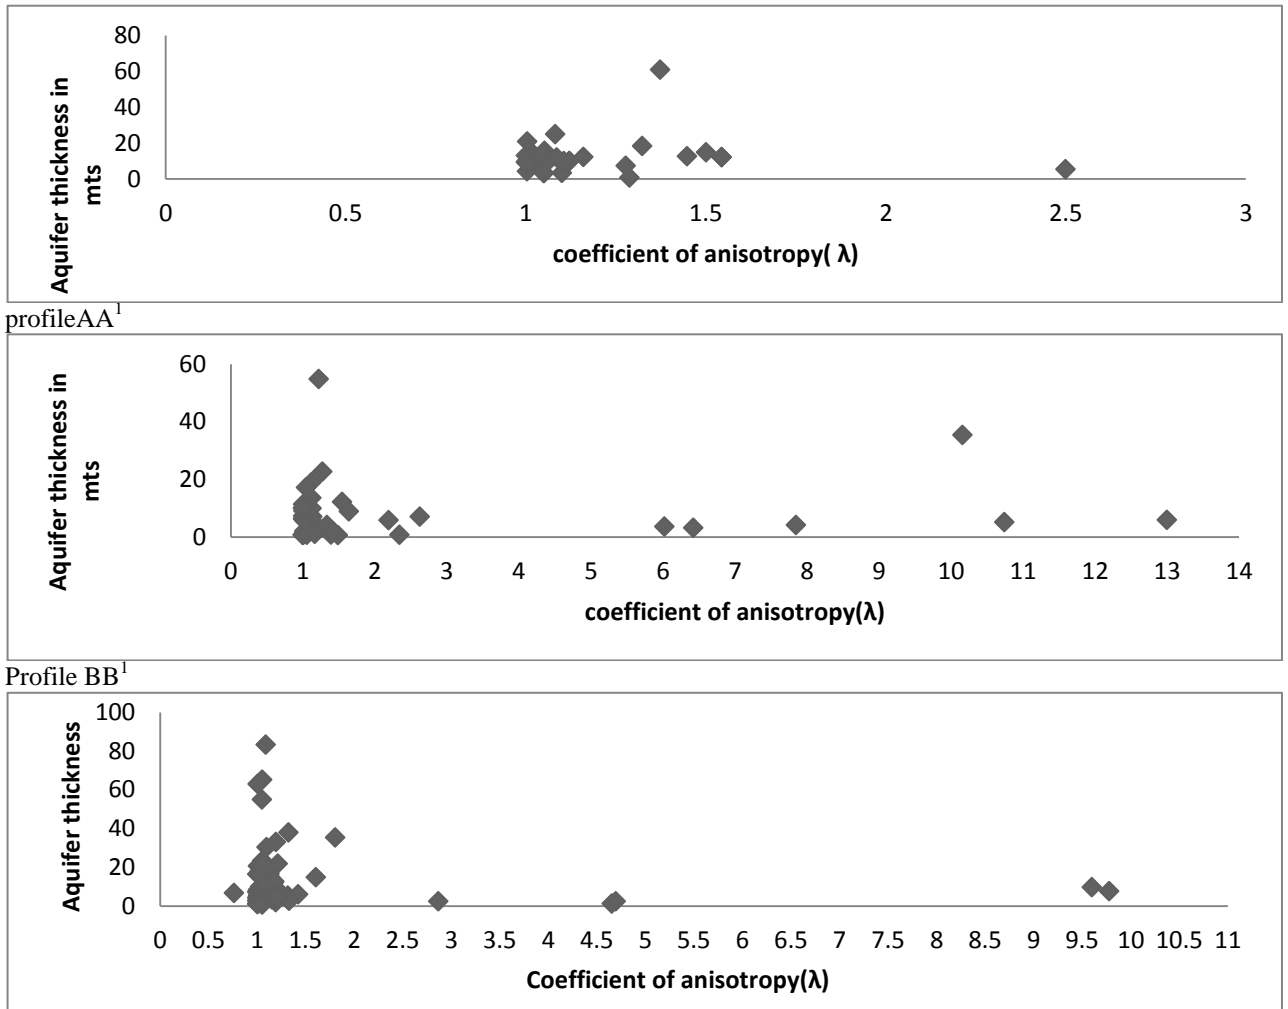 80
60
40
20
0
Aquifer thickness in
mts
0 0.5 1 1.5 2 2.5 3
coefficient of anisotropy( λ)
profileAA¹
60
40
20
0
Aquifer thickness in
mts
0 1 2 3 4 5 6 7 8 9 10 11 12 13 14
coefficient of anisotropy(λ)
Profile BB¹
100
80
60
40
20
0
Aquifer thickness
0 0.5 1 1.5 2 2.5 3 3.5 4 4.5 5 5.5 6 6.5 7 7.5 8 8.5 9 9.5 10 10.5 11
Coefficient of anisotropy(λ)